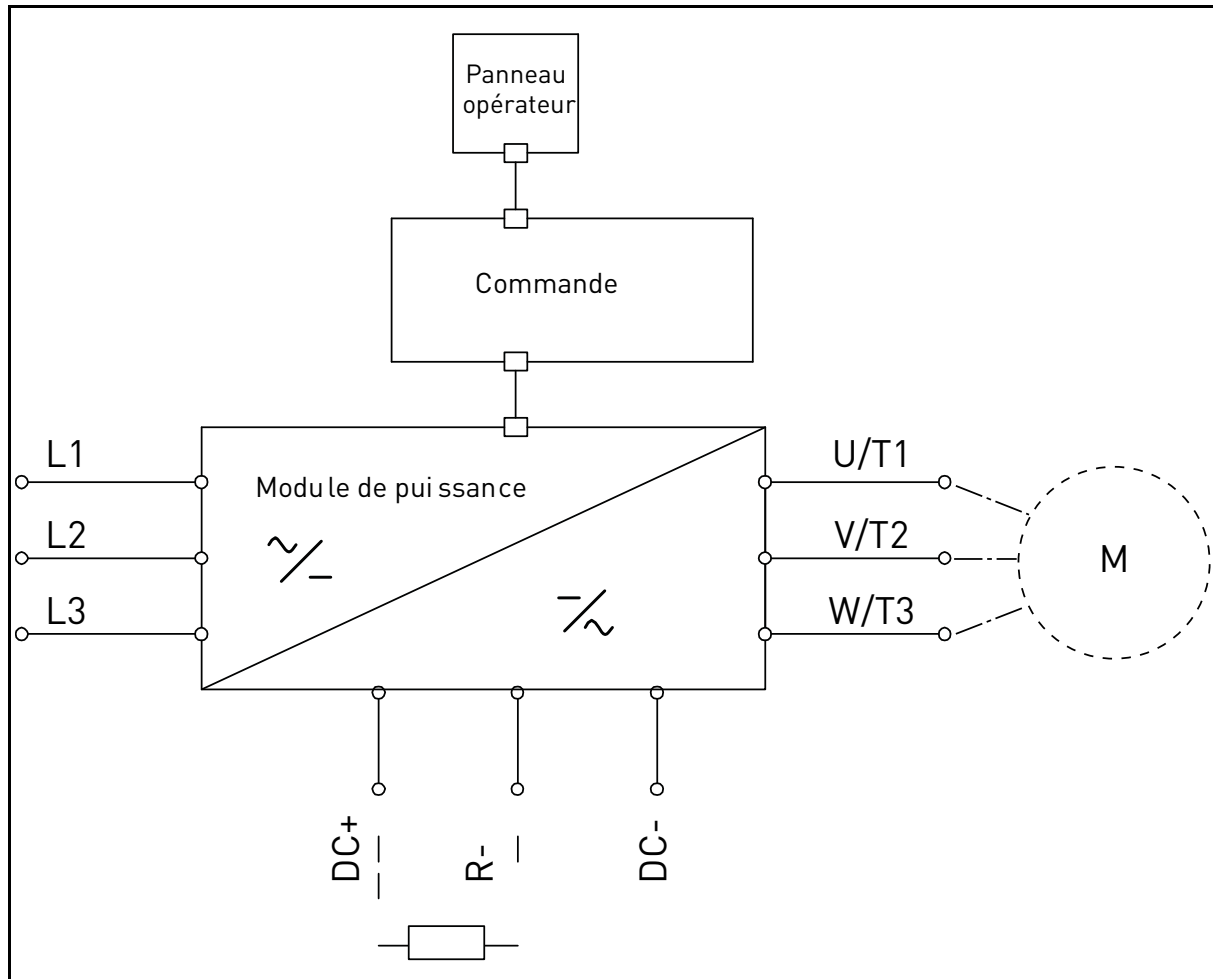 Panneau
opérateur
Commande
L1
U/T1
Module de puissance
L2
V/T2
M
L3
W/T3
DC+
R-
DC-